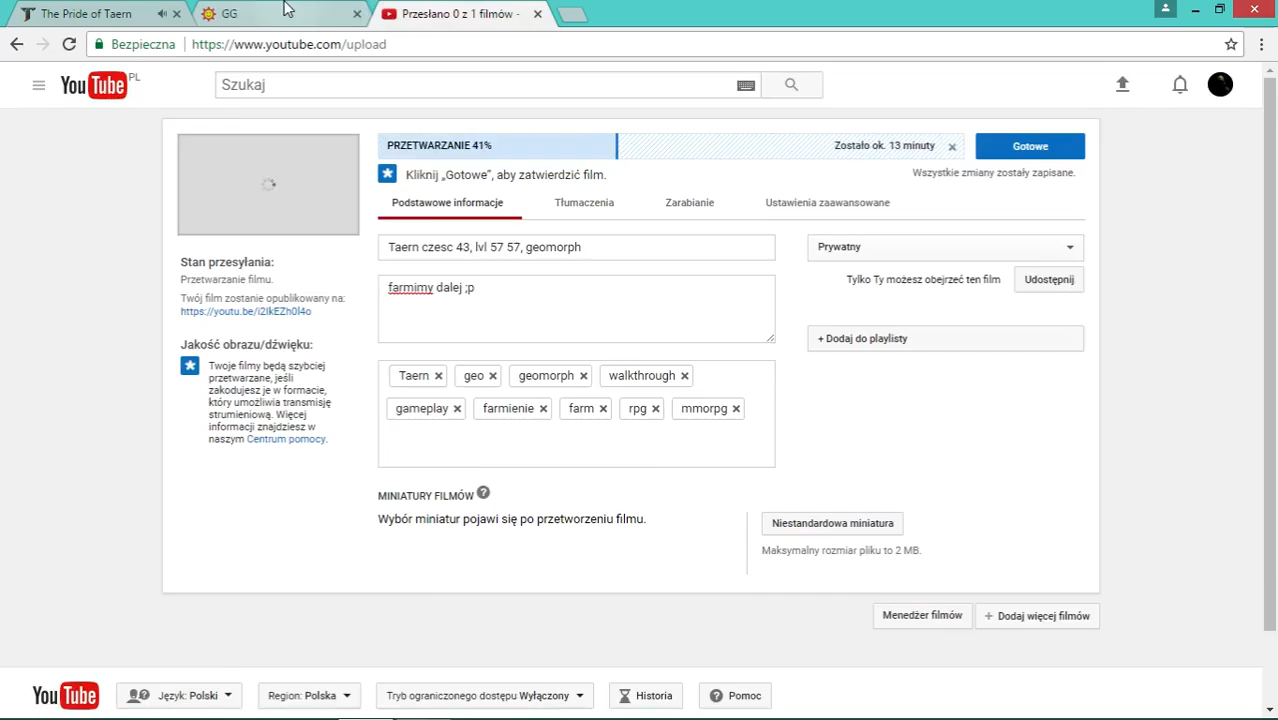 The Pride of Taern
GG
Przesłano 0 z 1 filmów -
Bezpieczna
https://www.youtube.com/upload
YouTube PL
Szukaj
PRZETWARZANIE 41%
Zostało ok. 13 minuty
Gotowe
Kliknij „Gotowe”, aby zatwierdzić film.
Wszystkie zmiany zostały zapisane.
Podstawowe informacje
Tłumaczenia
Zarabianie
Ustawienia zaawansowane
Taern czesc 43, lvl 57 57, geomorph
Prywatny
Stan przesyłania:
Przetwarzanie filmu.
Twój film zostanie opublikowany na:
https://youtu.be/i2IkEZh0l4o
farmimy dalej ;p
Tylko Ty możesz obejrzeć ten film
Udostępnij
+ Dodaj do playlisty
Jakość obrazu/dźwięku:
Twoje filmy będą szybciej
przetwarzane, jeśli
zakodujesz je w formacie,
który umożliwia transmisję
strumieniową. Więcej
informacji znajdziesz w
naszym Centrum pomocy.
Taern
geo
geomorph
walkthrough
gameplay
farmienie
farm
rpg
mmorpg
MINIATURY FILMÓW
Wybór miniatur pojawi się po przetworzeniu filmu.
Niestandardowa miniatura
Maksymalny rozmiar pliku to 2 MB.
Menedżer filmów
+ Dodaj więcej filmów
YouTube
Język: Polski
Region: Polska
Tryb ograniczonego dostępu Wyłączony
Historia
Pomoc